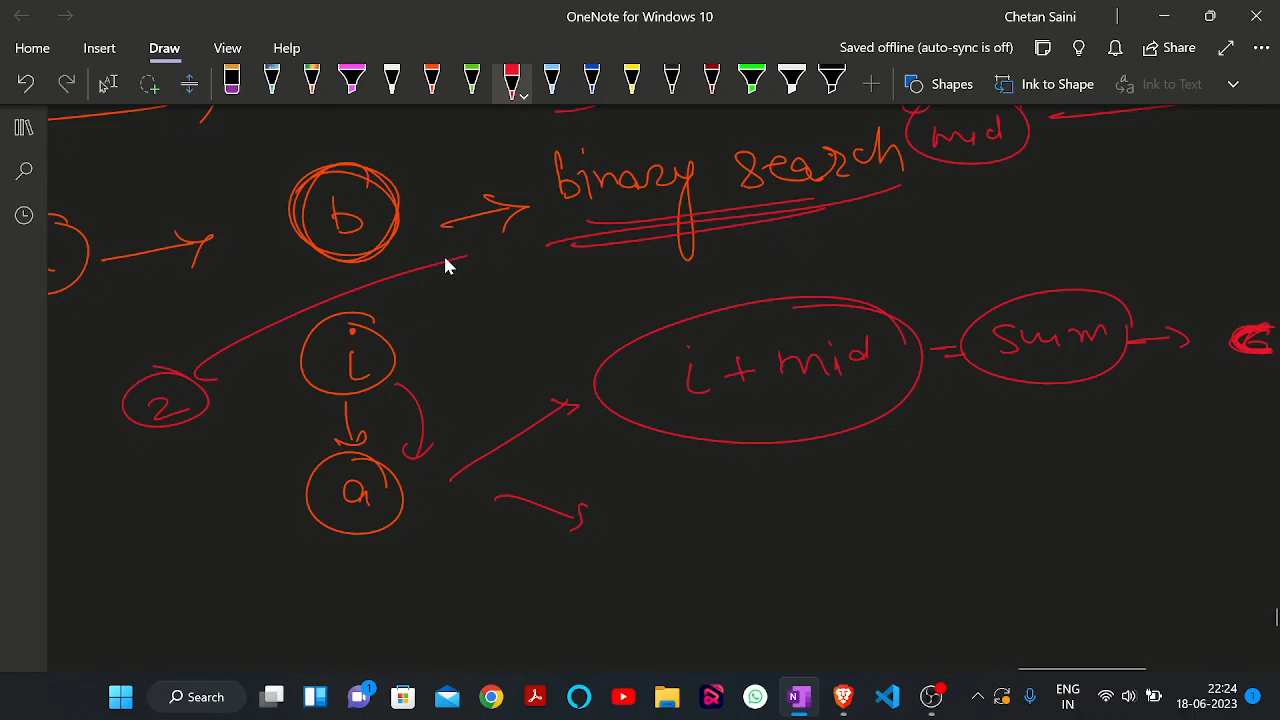 OneNote for Windows 10
Chetan Saini
Home Insert Draw View Help
Saved offline (auto-sync is off)
Share
Shapes
Ink to Shape
Ink to Text
mid
binary search
b
i
i + mid = sum
2
a
Search
1
ENG
IN
22:24
18-06-2023
1